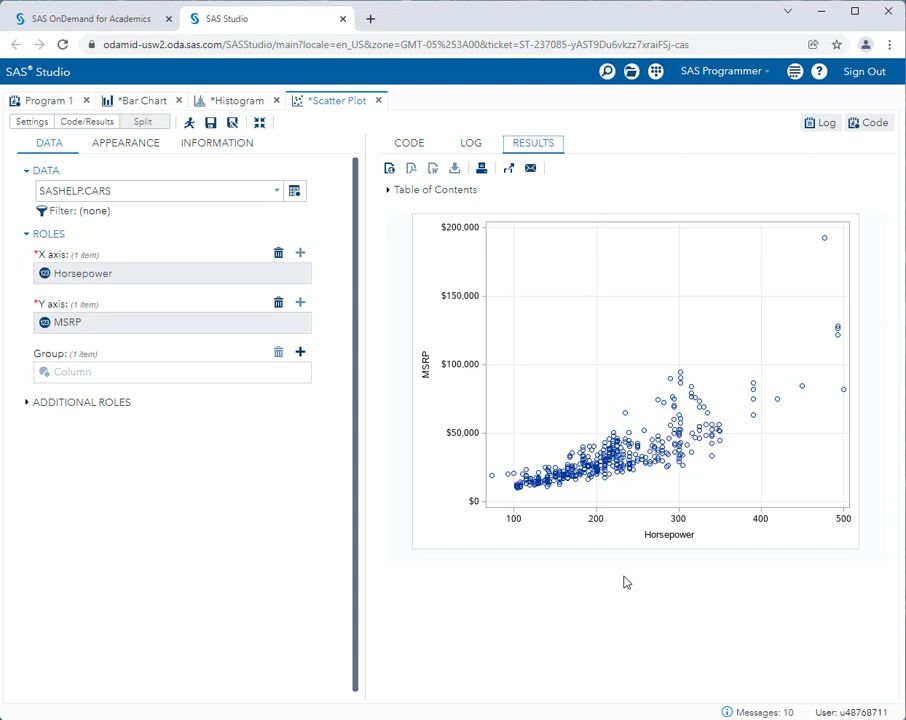 SAS OnDemand for Academics
SAS Studio
odamid-usw2.oda.sas.com/SASStudio/main?locale=en_US&zone=GMT-05%253A00&ticket=ST-237085-yAST9Du6vkzz7xraiFSj-cas
SAS® Studio
SAS Programmer
Sign Out
Program 1
*Bar Chart
*Histogram
*Scatter Plot
Settings
Code/Results
Split
Log
Code
DATA
APPEARANCE
INFORMATION
CODE
LOG
RESULTS
DATA
SASHELP.CARS
Filter: (none)
ROLES
*X axis: (1 item)
123 Horsepower
*Y axis: (1 item)
123 MSRP
Group: (1 item)
Column
ADDITIONAL ROLES
Table of Contents
$200,000
$150,000
$100,000
$50,000
$0
MSRP
100 200 300 400 500
Horsepower
Messages: 10
User: u48768711